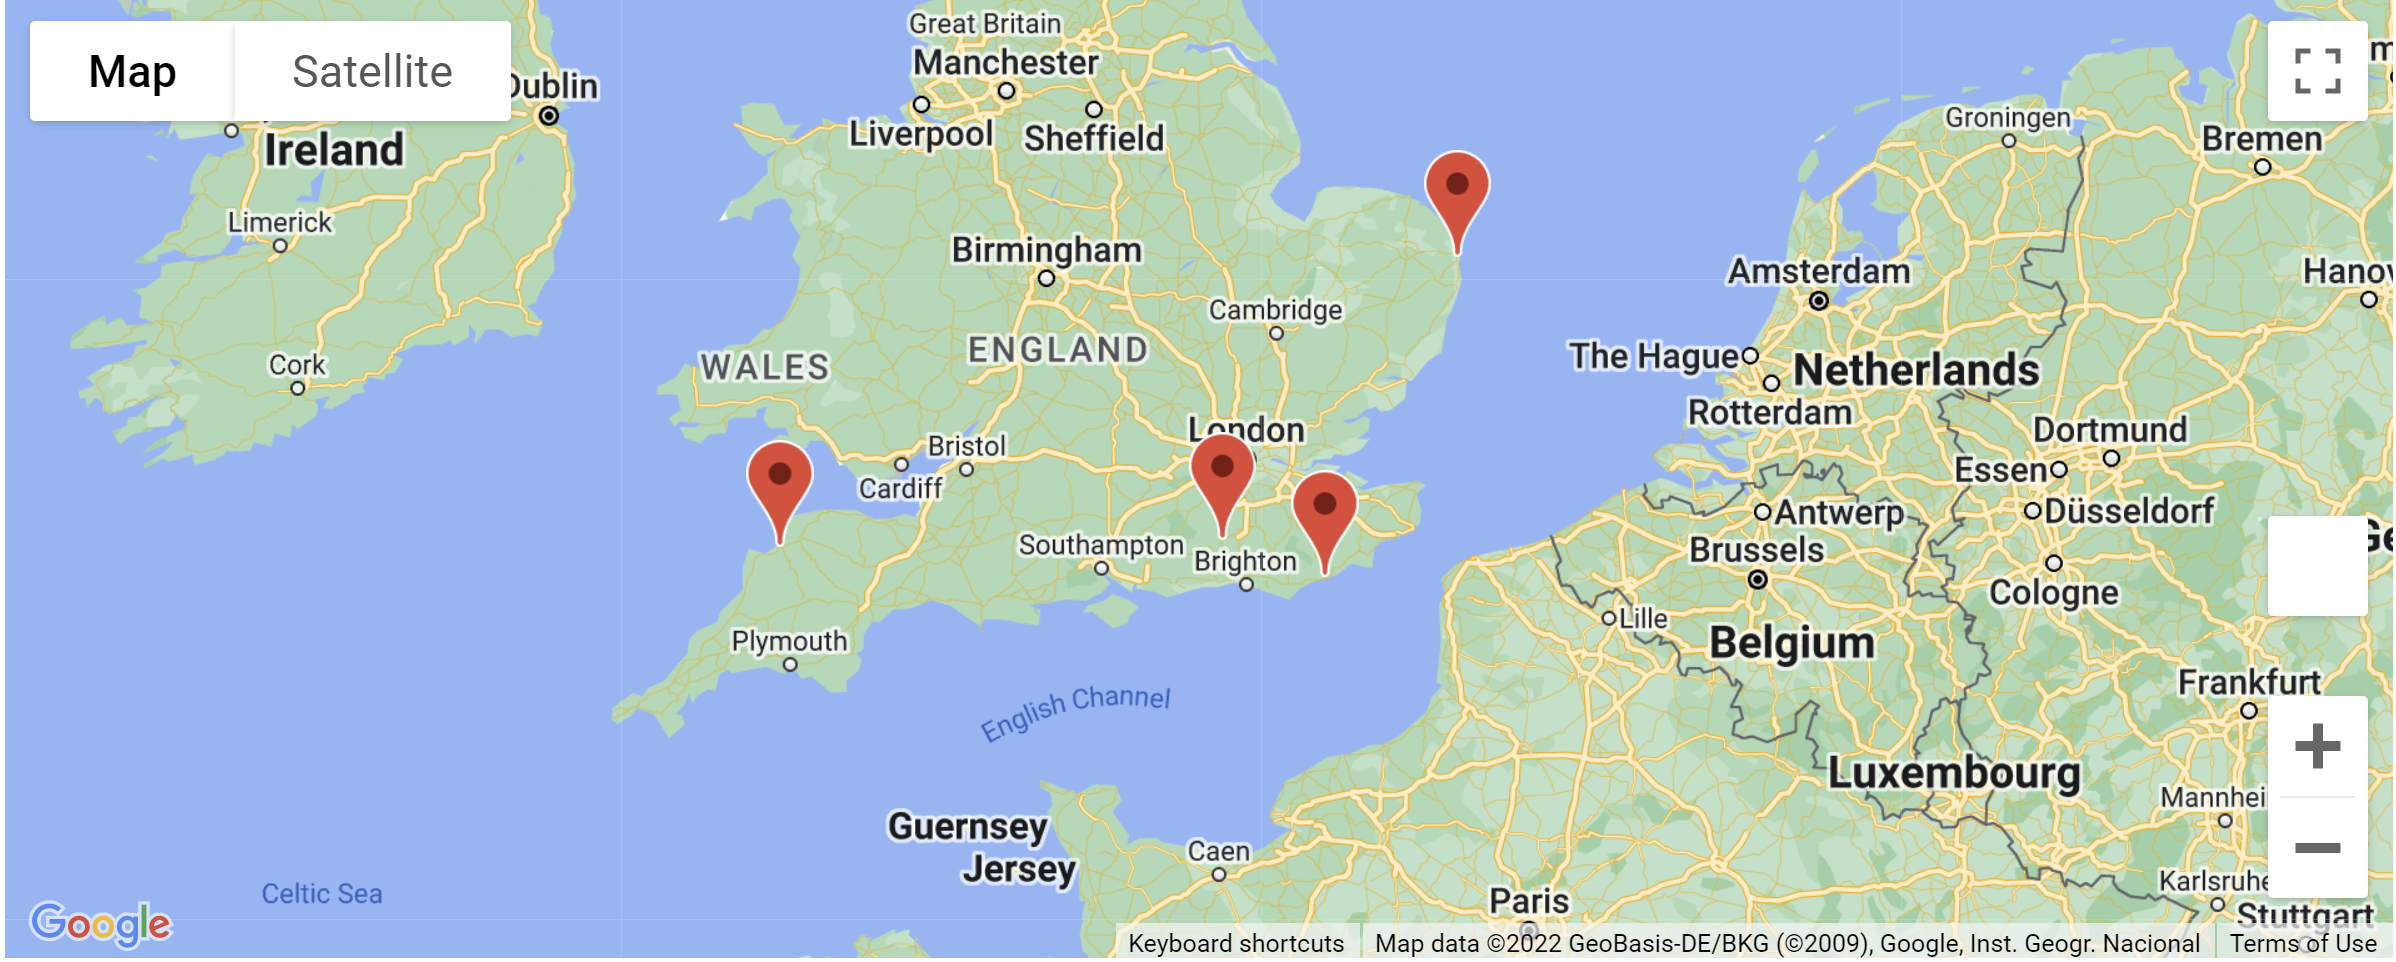 Map
Satellite
Great Britain
Manchester
Dublin
Liverpool
Sheffield
Ireland
Groningen
Bremen
Limerick
Birmingham
Amsterdam
Cambridge
ENGLAND
WALES
The Hague
Netherlands
Cork
Rotterdam
London
Dortmund
Bristol
Essen
Cardiff
Antwerp
Düsseldorf
Southampton
Brighton
Brussels
Cologne
Lille
Plymouth
Belgium
English Channel
Frankfurt
Luxembourg
Guernsey
Jersey
Caen
Celtic Sea
Karlsruhe
Paris
Stuttgart
Google
Keyboard shortcuts
Map data ©2022 GeoBasis-DE/BKG (©2009), Google, Inst. Geogr. Nacional
Terms of Use